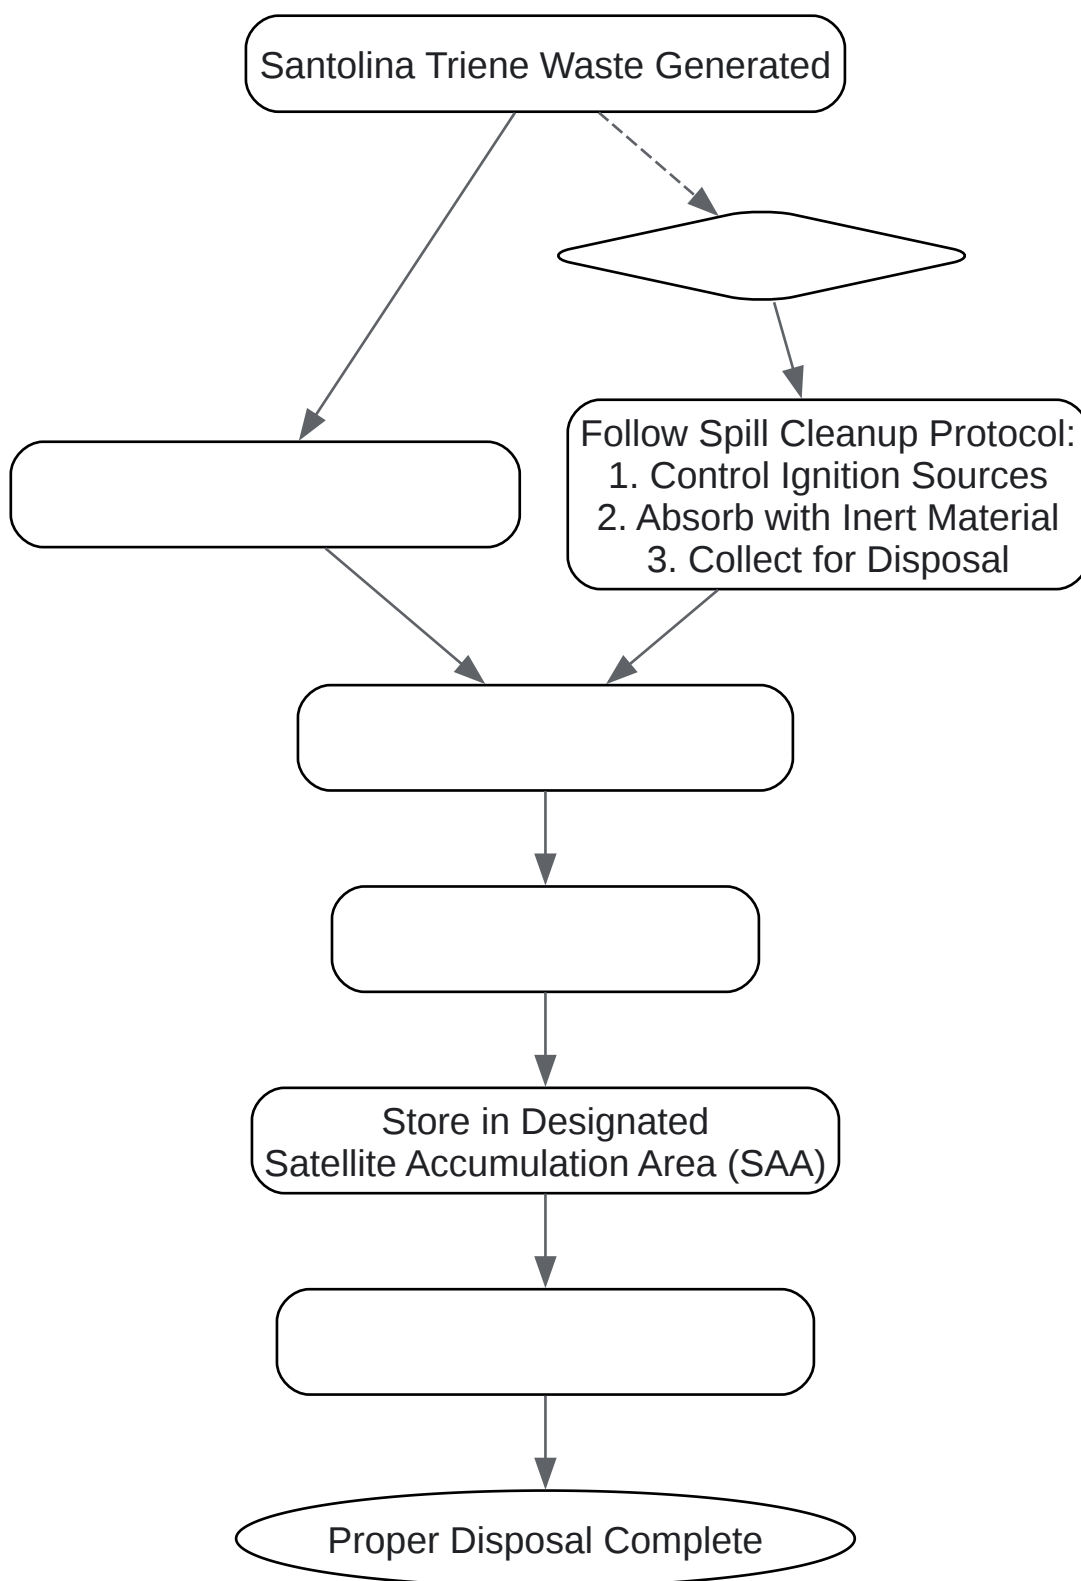 Santolina Triene Waste Generated
Follow Spill Cleanup Protocol:
1. Control Ignition Sources
2. Absorb with Inert Material
3. Collect for Disposal
Store in Designated
Satellite Accumulation Area (SAA)
Proper Disposal Complete